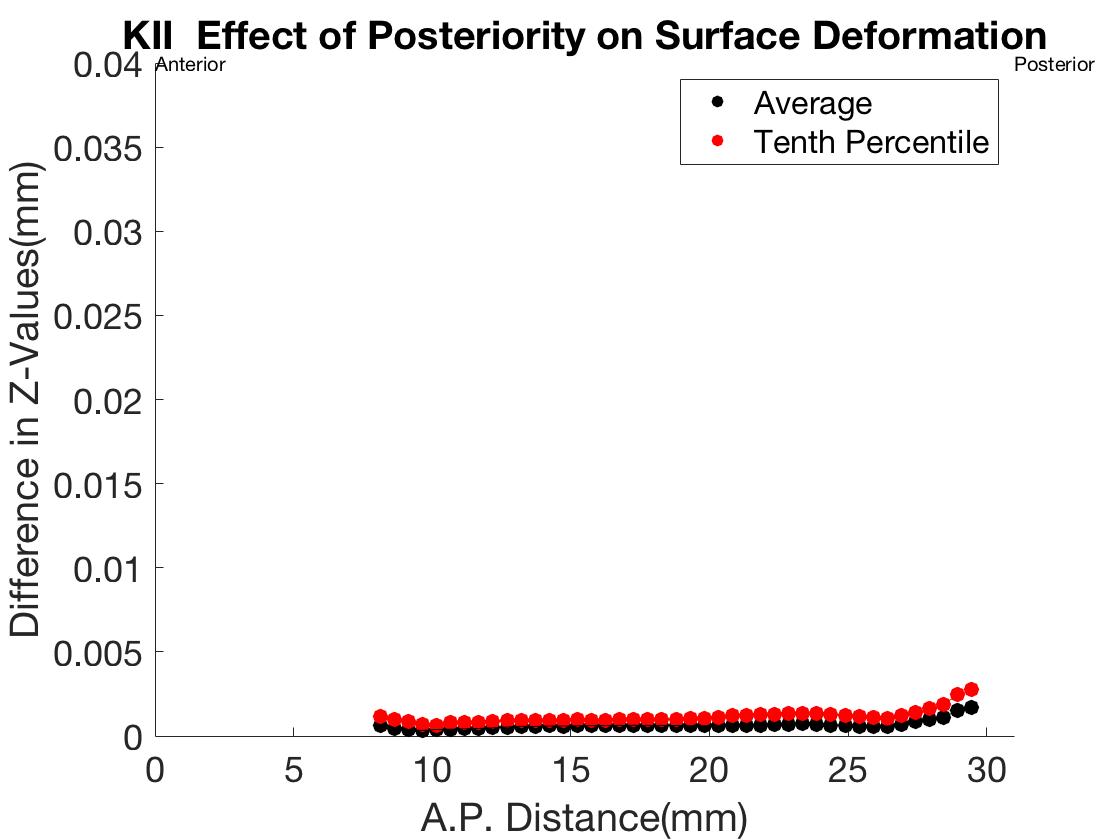 KII  Effect of Posteriority on Surface Deformation
Anterior
Posterior
Average
Tenth Percentile
0.04
0.035
0.03
0.025
0.02
0.015
0.01
0.005
0
Difference in Z-Values(mm)
0 5 10 15 20 25 30
A.P. Distance(mm)